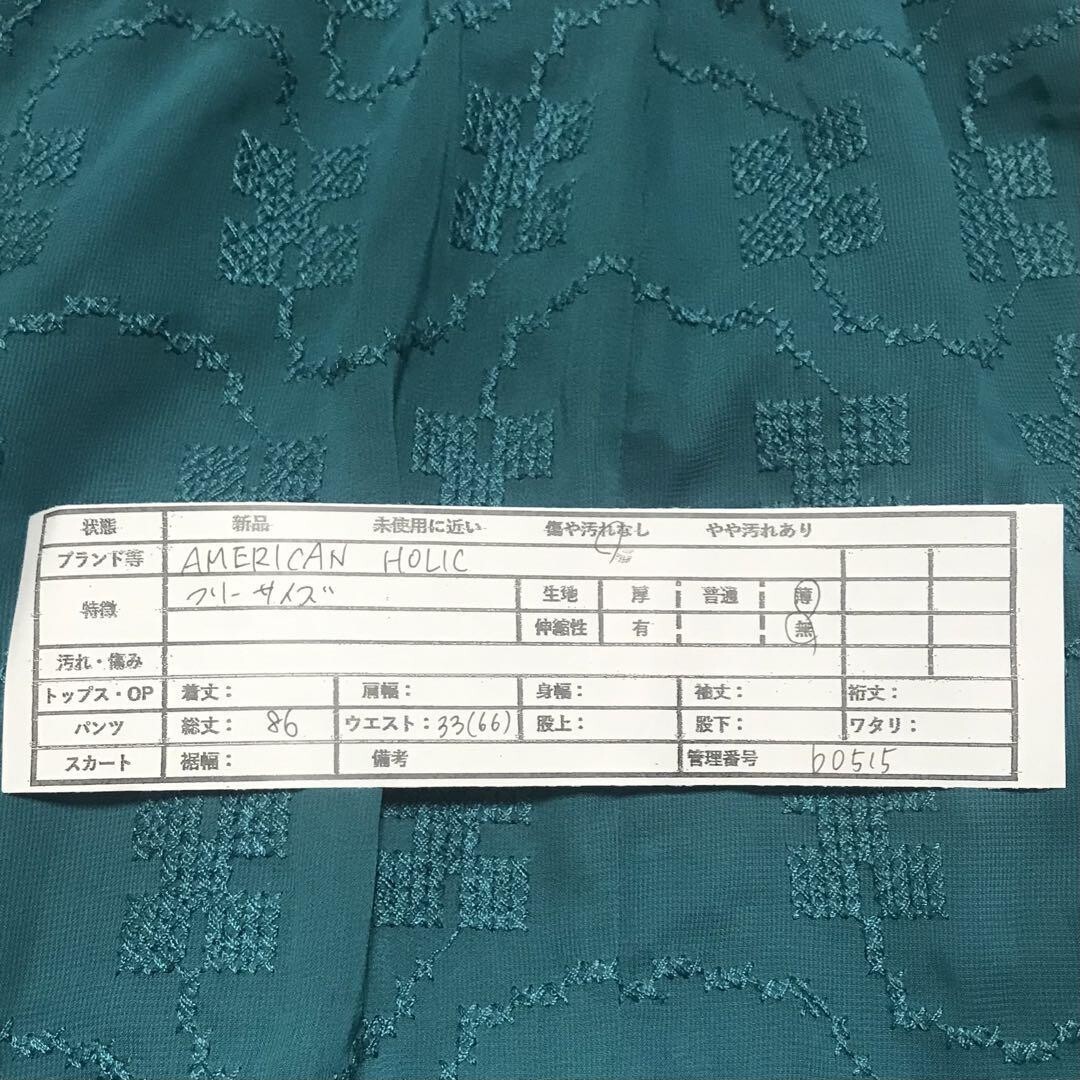 状態 新品 未使用に近い 傷や汚れなし やや汚れあり
ブランド等 AMERICAN HOLIC
特徴 フリーサイズ 生地 厚 普通 薄
伸縮性 有 無
汚れ・傷み
トップス・OP 着丈： 肩幅： 身幅： 袖丈： 裄丈：
パンツ 総丈： 86 ウエスト：33(66) 股上： 股下： ワタリ：
スカート 裾幅： 備考 管理番号 b0515